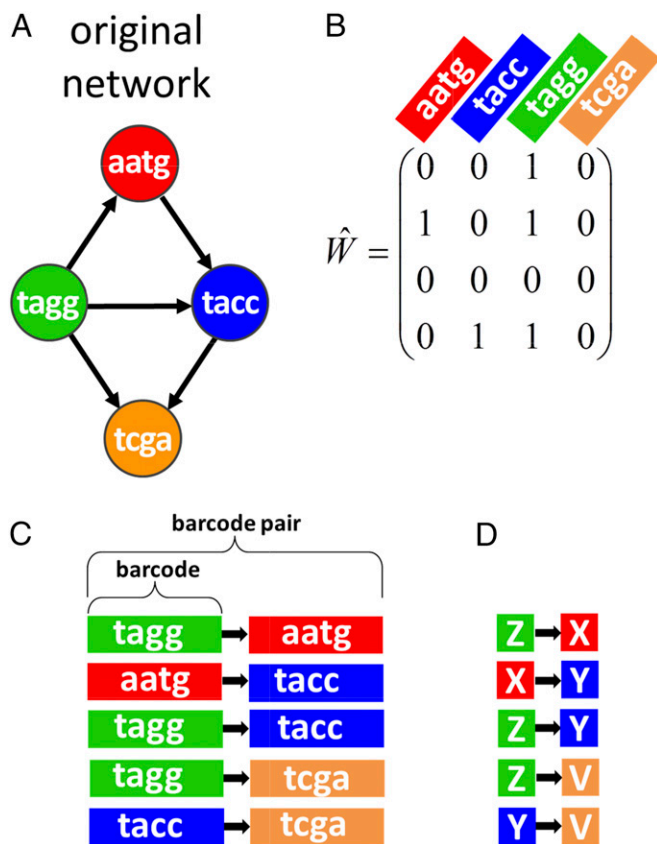 A
original
network
aatg
tagg
tacc
tcga
B
aatg tacc tagg tcga
Ŵ =
0 0 1 0
1 0 1 0
0 0 0 0
0 1 1 0
C
barcode pair
barcode
tagg aatg
aatg tacc
tagg tacc
tagg tcga
tacc tcga
D
Z X
X Y
Z Y
Z V
Y V